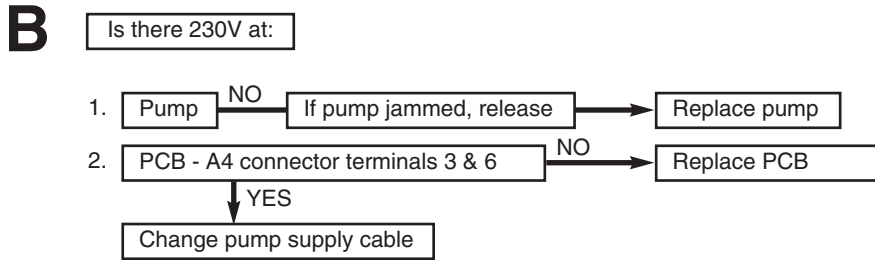 B
Is there 230V at:
1. Pump NO If pump jammed, release Replace pump
2. PCB - A4 connector terminals 3 & 6 NO Replace PCB
YES
Change pump supply cable